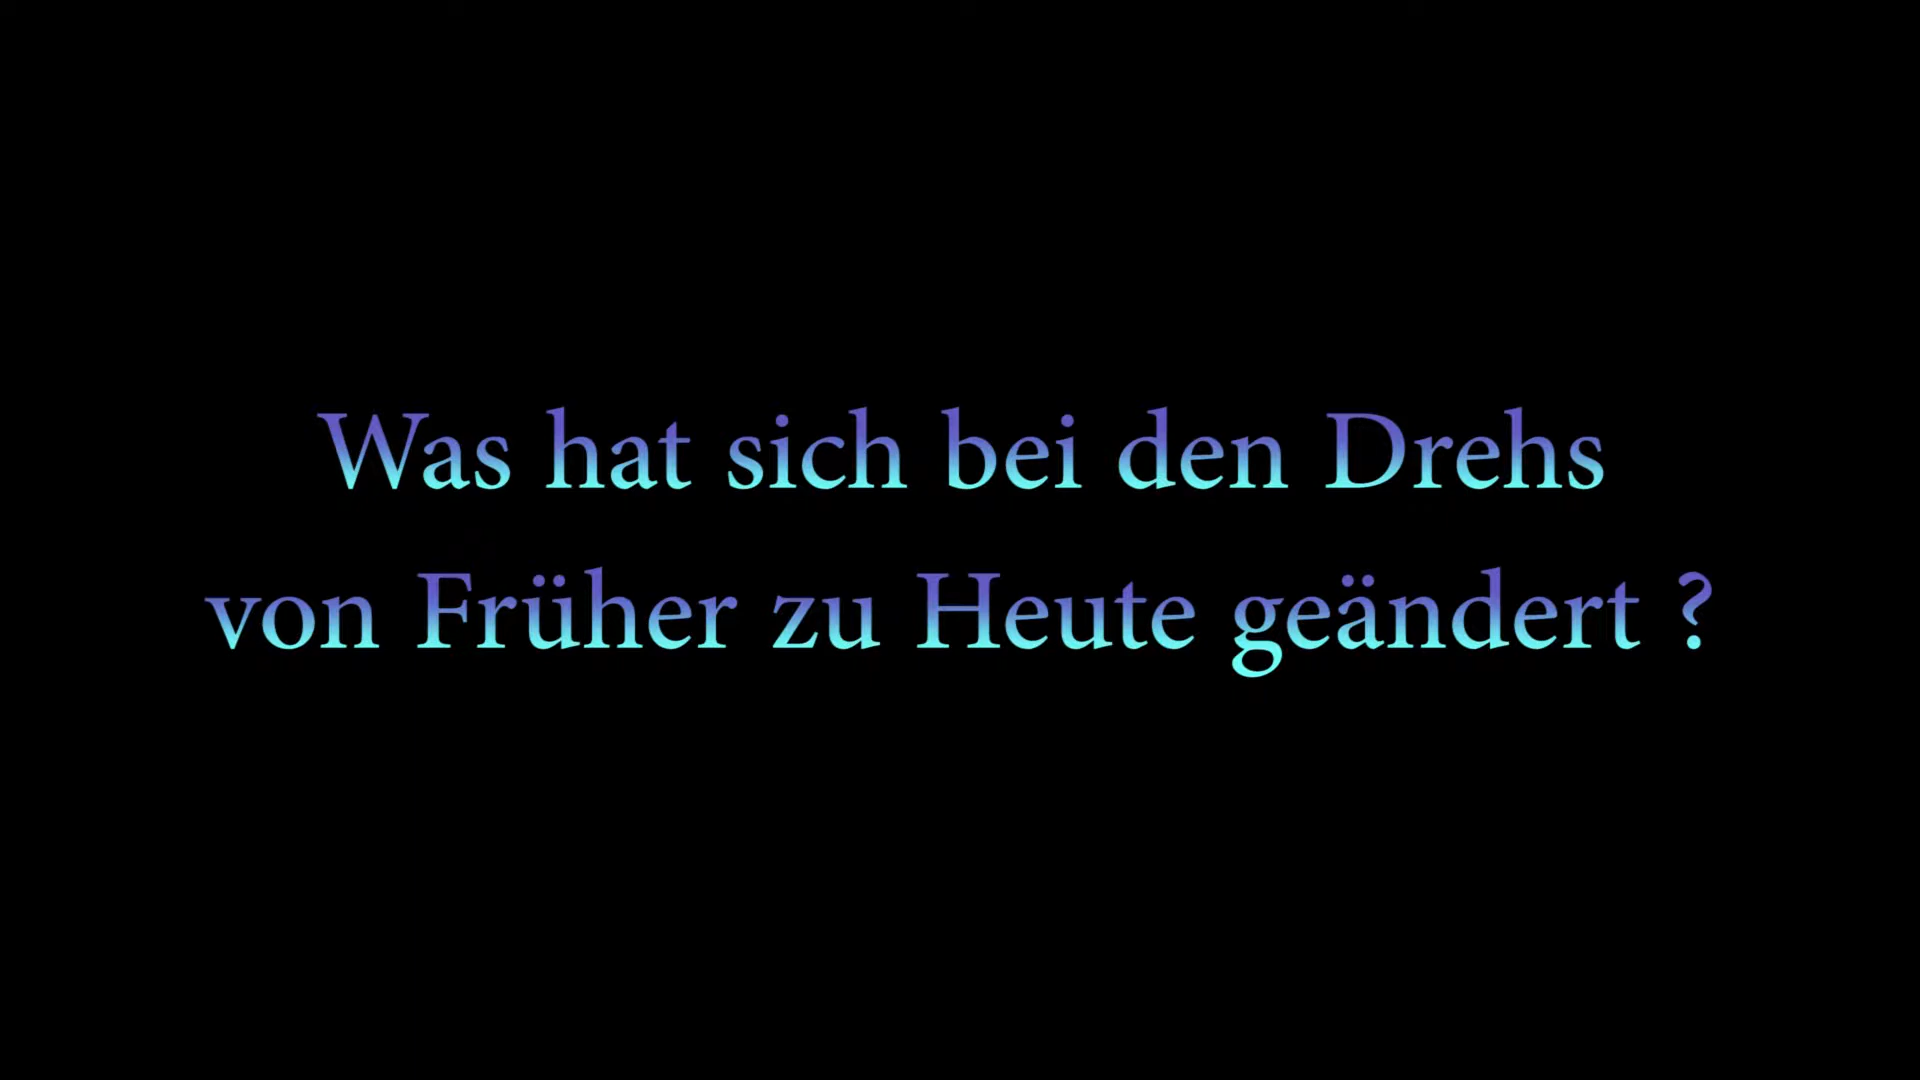 Was hat sich bei den Drehs
von Früher zu Heute geändert ?